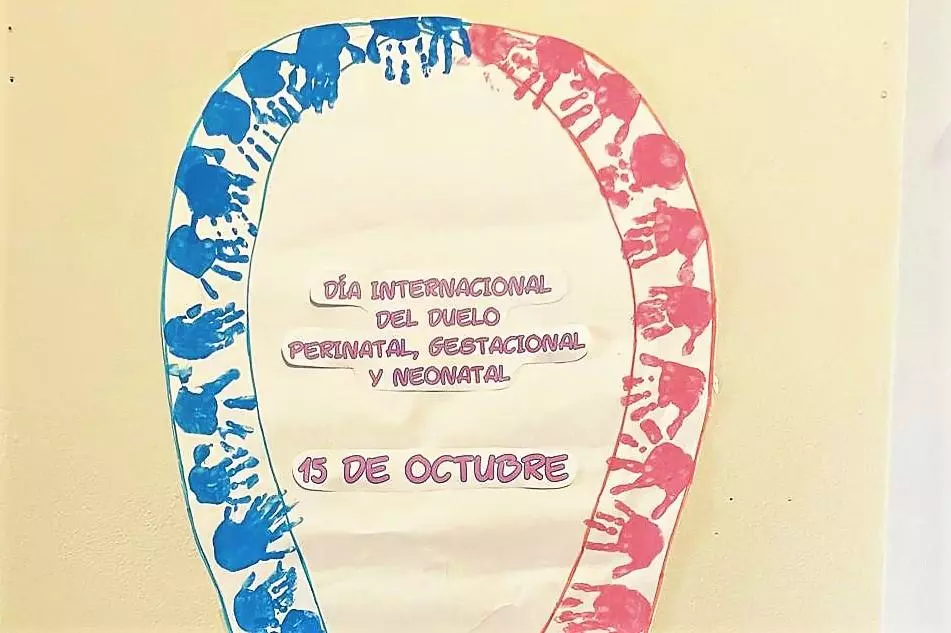 DÍA INTERNACIONAL
DEL DUELO
PERINATAL, GESTACIONAL
Y NEONATAL
15 DE OCTUBRE